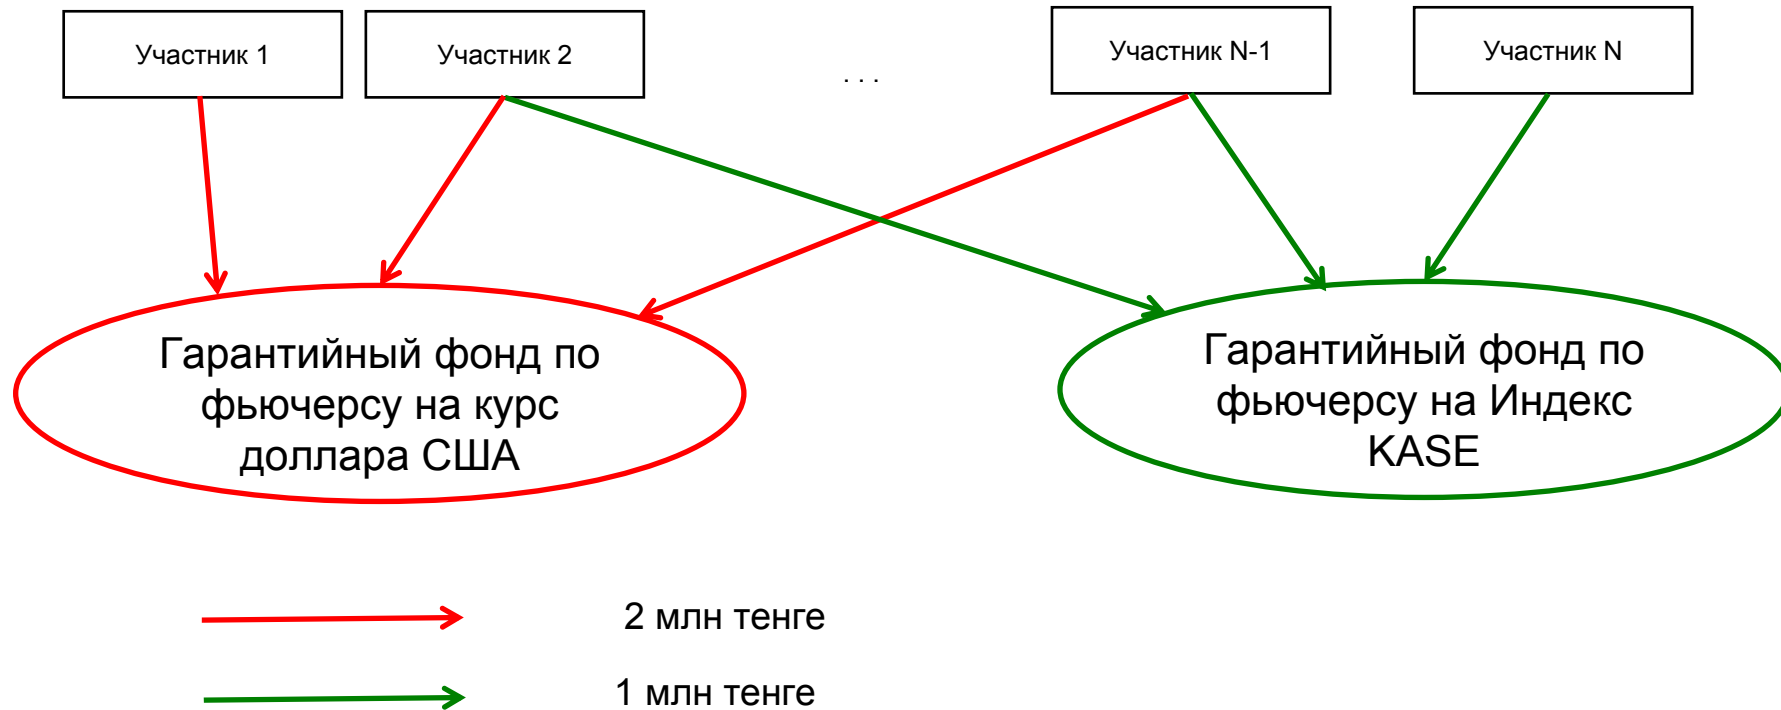 Участник 1
Участник 2
. . .
Участник N-1
Участник N
Гарантийный фонд по
фьючерсу на курс
доллара США
Гарантийный фонд по
фьючерсу на Индекс
KASE
2 млн тенге
1 млн тенге